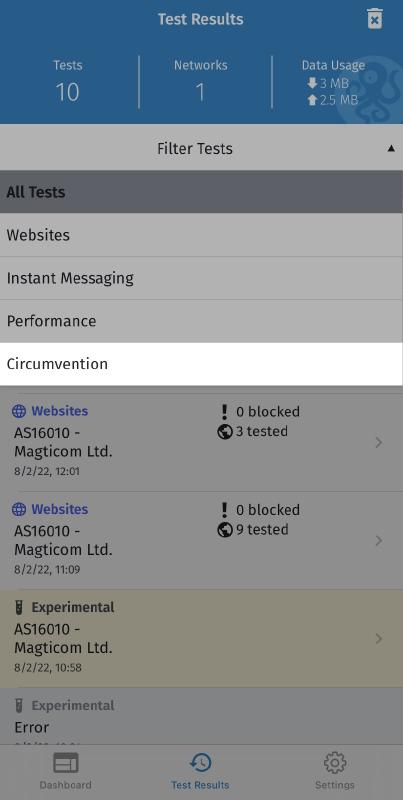 Test Results
Tests
10
Networks
1
Data Usage
3 MB
2.5 MB
Filter Tests
All Tests
Websites
Instant Messaging
Performance
Circumvention
Websites
AS16010 -
Magticom Ltd.
8/2/22, 12:01
0 blocked
3 tested
Websites
AS16010 -
Magticom Ltd.
8/2/22, 11:09
0 blocked
9 tested
Experimental
AS16010 -
Magticom Ltd.
8/2/22, 10:58
Experimental
Error
Dashboard
Test Results
Settings